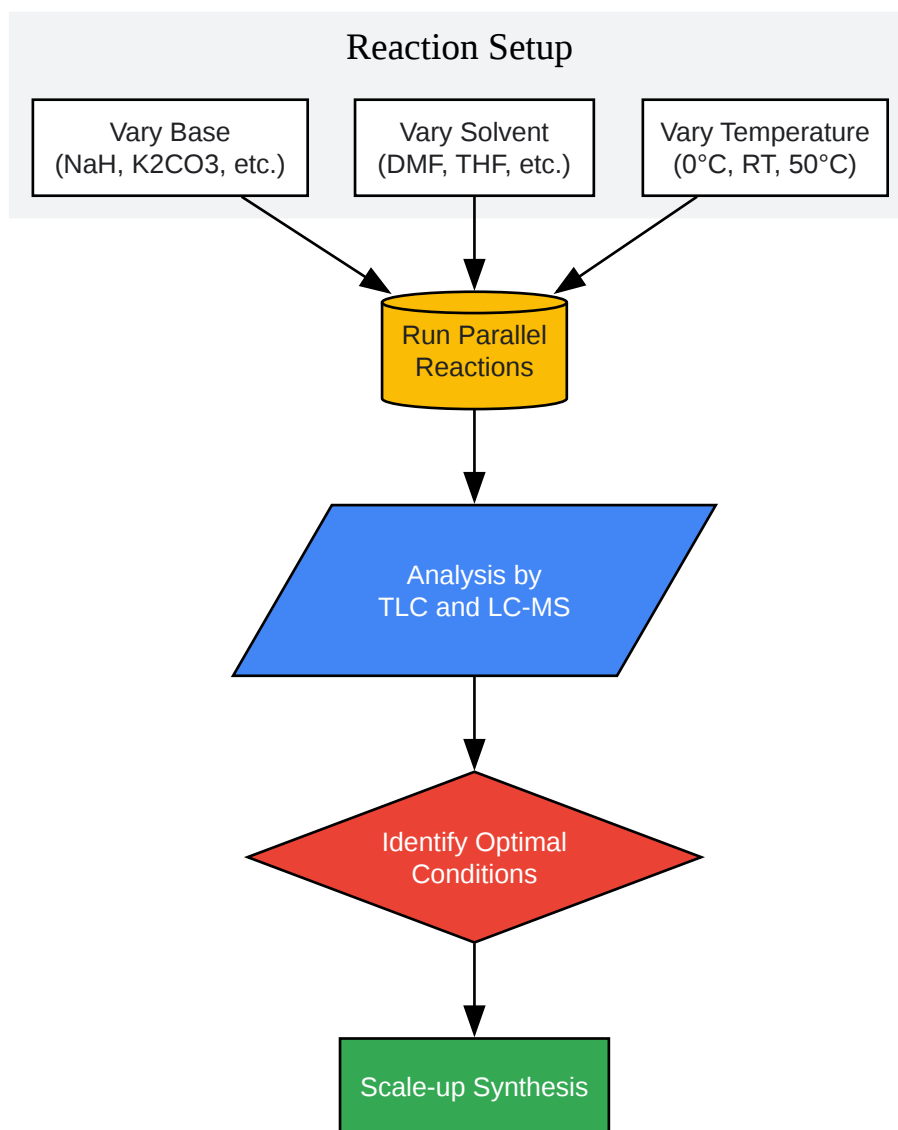 Reaction Setup
Vary Base
(NaH, K2CO3, etc.)
Vary Solvent
(DMF, THF, etc.)
Vary Temperature
(0°C, RT, 50°C)
Run Parallel
Reactions
Analysis by
TLC and LC-MS
Identify Optimal
Conditions
Scale-up Synthesis